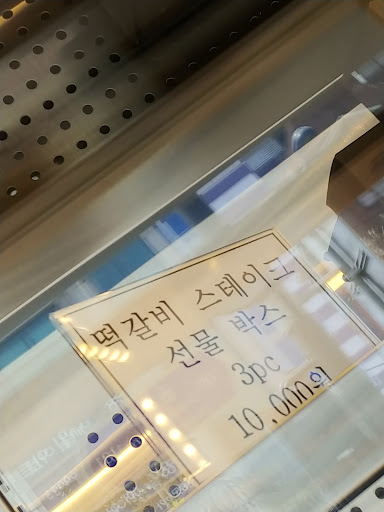 떡갈비 스테이크
선물 박스
3pc
10,000원